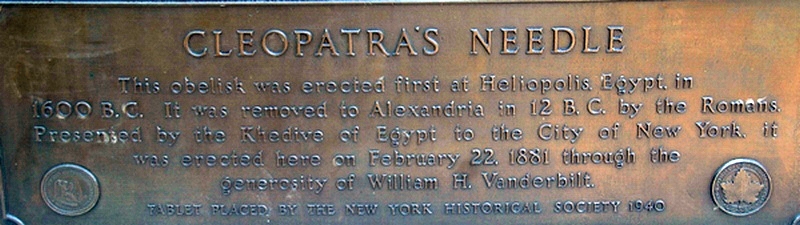 CLEOPATRA'S NEEDLE
This obelisk was erected first at Heliopolis, Egypt, in
1600 B.C. It was removed to Alexandria in 12 B.C. by the Romans.
Presented by the Khedive of Egypt to the City of New York, it
was erected here on February 22, 1881 through the
generosity of William H. Vanderbilt.
TABLET PLACED BY THE NEW YORK HISTORICAL SOCIETY 1940